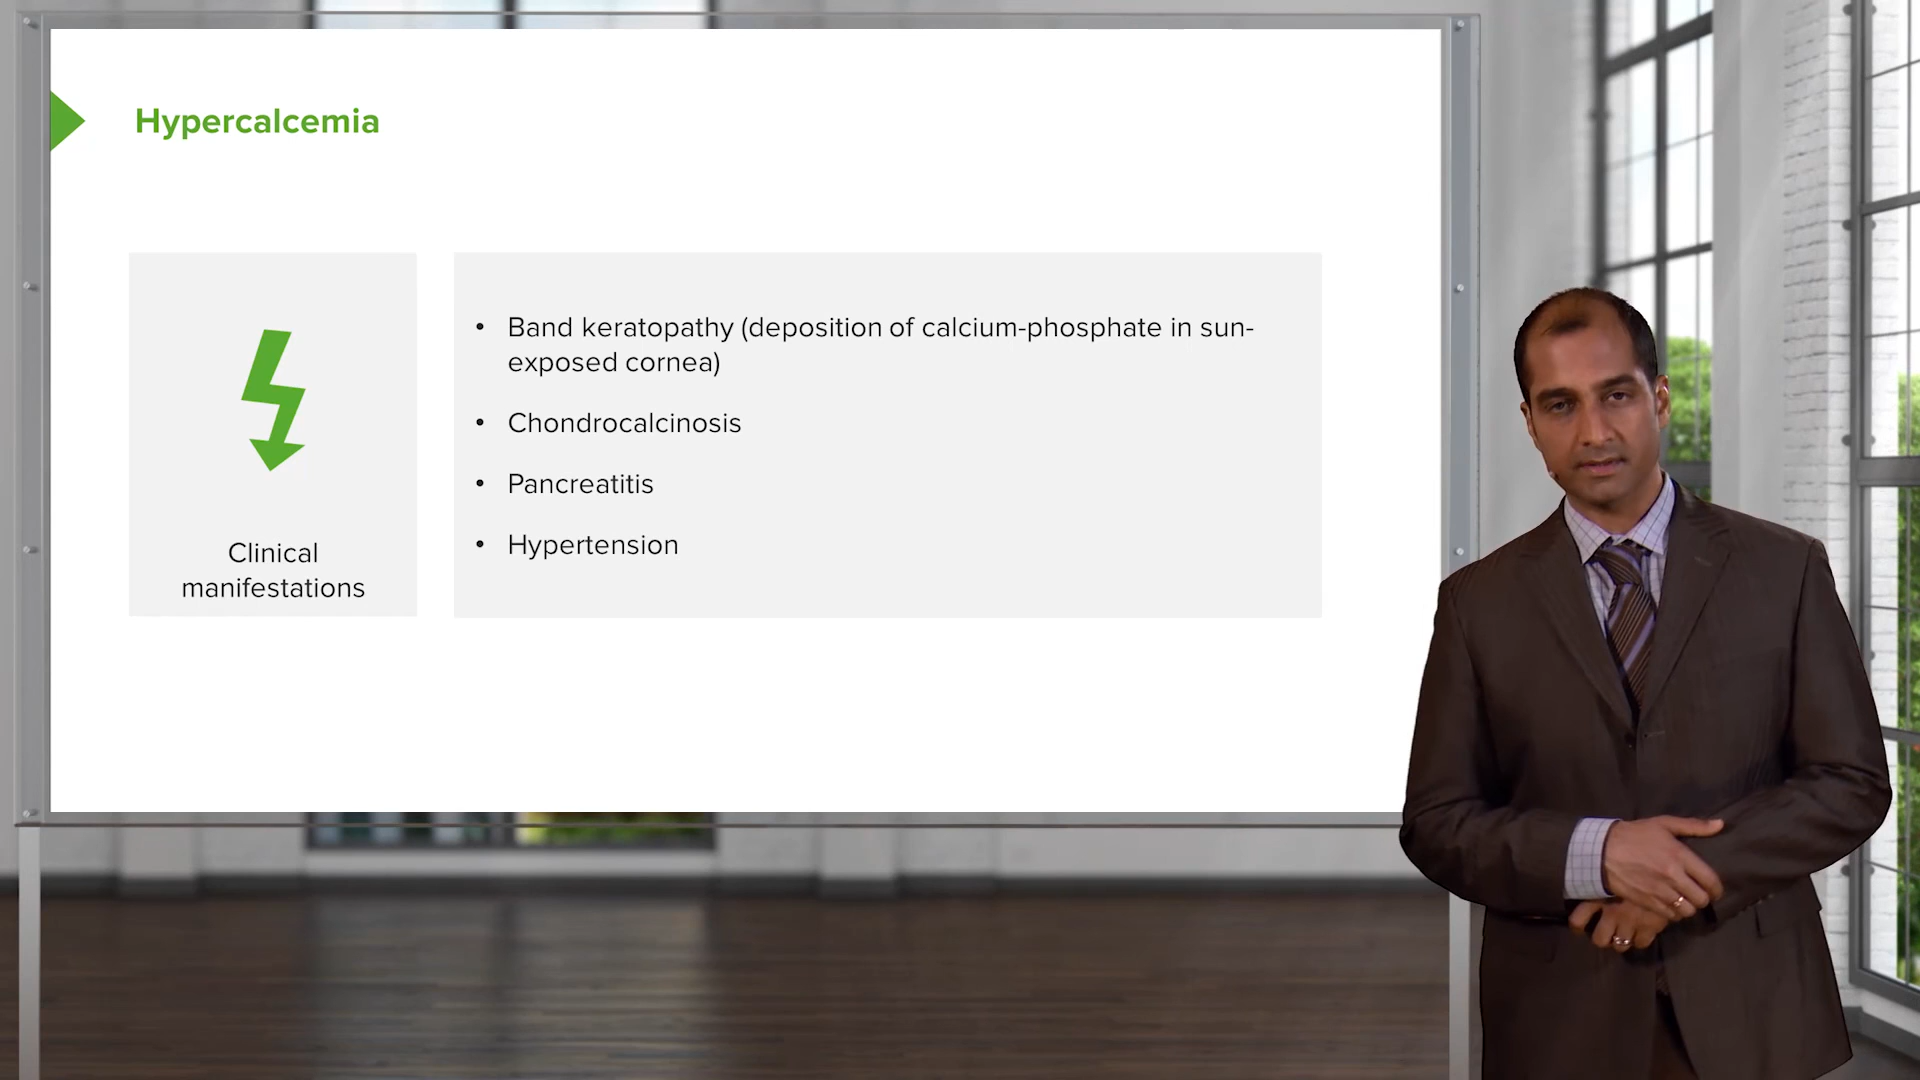 Hypercalcemia
• Band keratopathy (deposition of calcium-phosphate in sun-
exposed cornea)
• Chondrocalcinosis
• Pancreatitis
• Hypertension
Clinical
manifestations